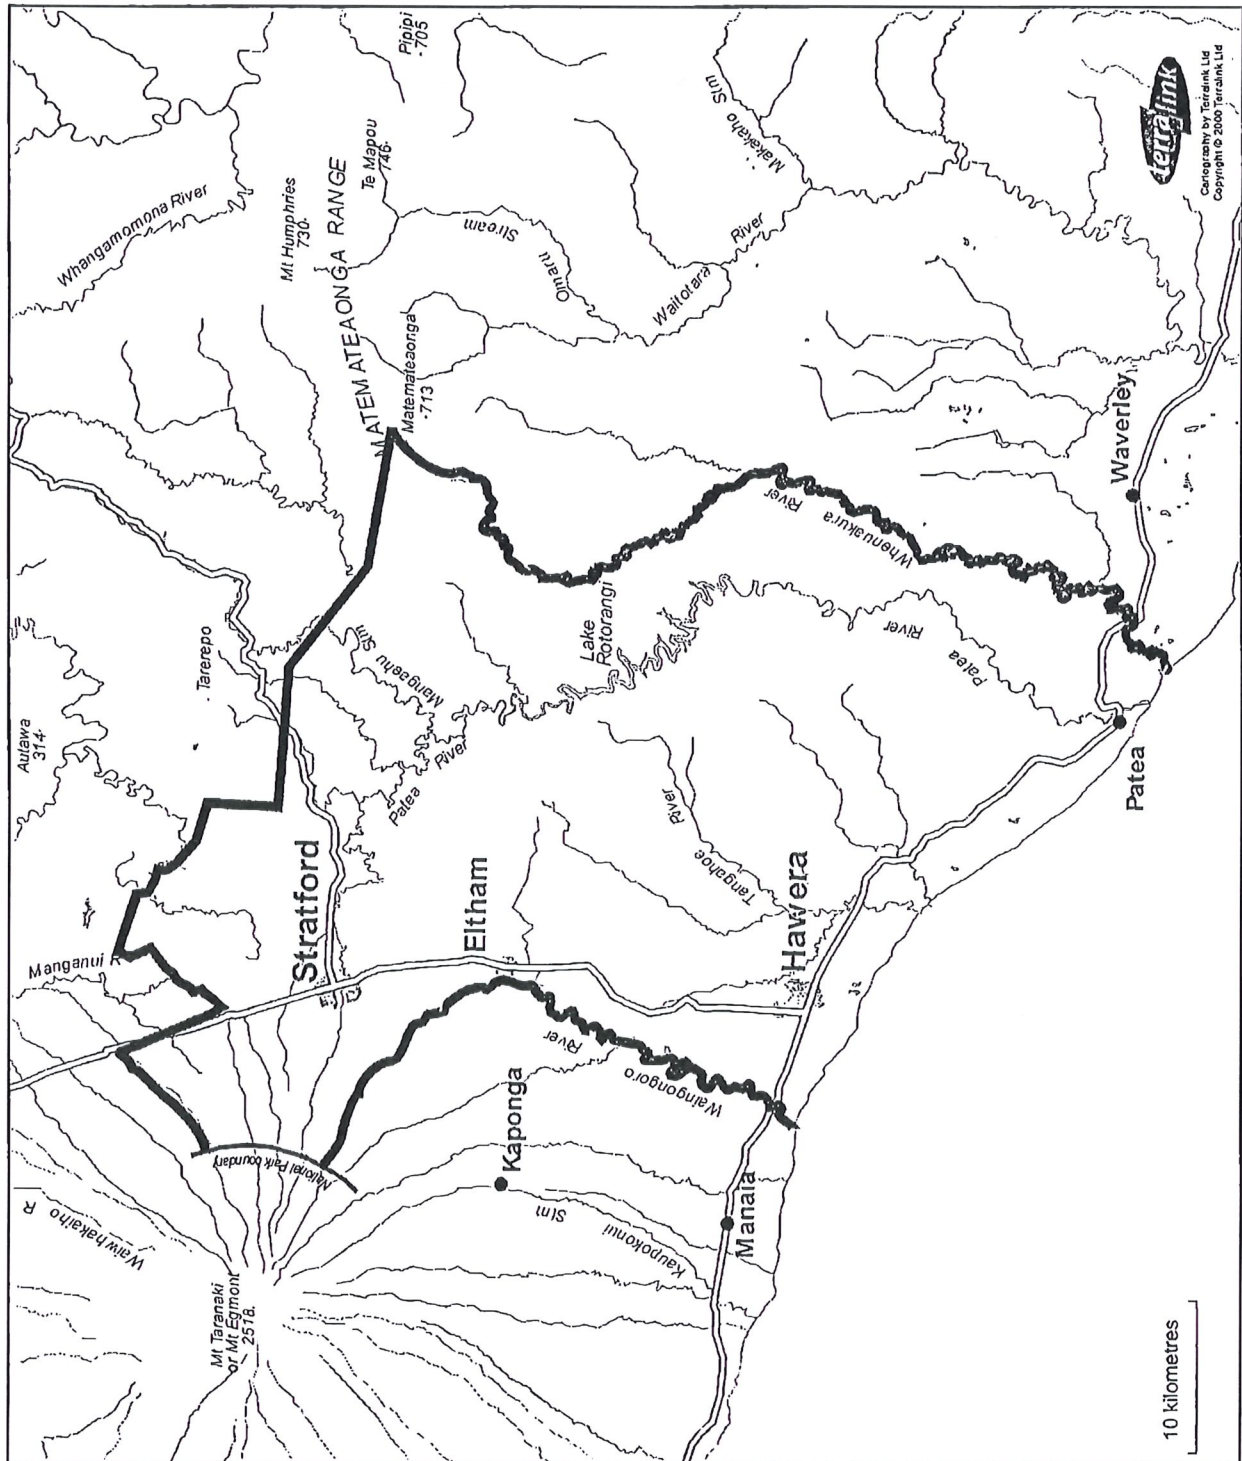 Mt Taranaki
or Mt Egmont
2518.
Waiwhakaiho R
National Park boundary
Kaponga
Kaupokonui Stm
Manaia
Waingongoro River
Manganui R
Stratford
Eltham
Hawera
Tangahoe River
Autawa
314.
. Tarerepo
Mangaehu Stm
Patea River
Lake
Rotorangi
Patea River
Patea
Whenuakura River
Waverley
MATEMATEAONGA RANGE
Matemateaonga
.713
Whangamomona River
Mt Humphries
730.
Te Mapou
746.
Pipipi
.705
Omaru Stream
Waitotara River
Makakaho Stm
10 kilometres
terralink
Cartography by Terralink Ltd
Copyright © 2000 Terralink Ltd